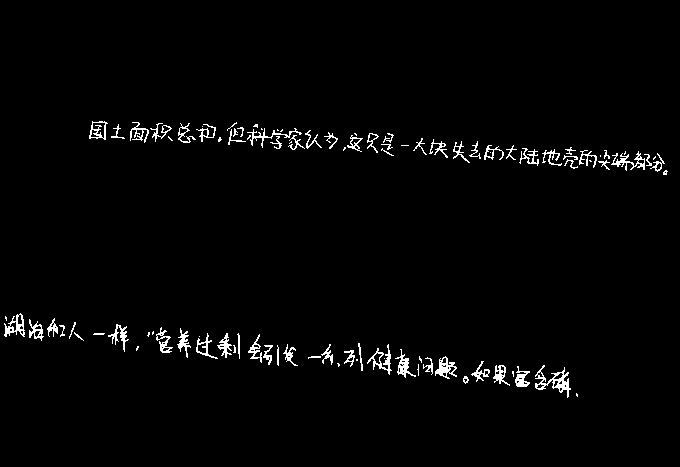 国土面积总和,但科学家认为,这只是一大块失去的大陆地壳的尖端部分。
湖泊和人一样,"营养过剩会引发一系列健康问题。如果富含磷、